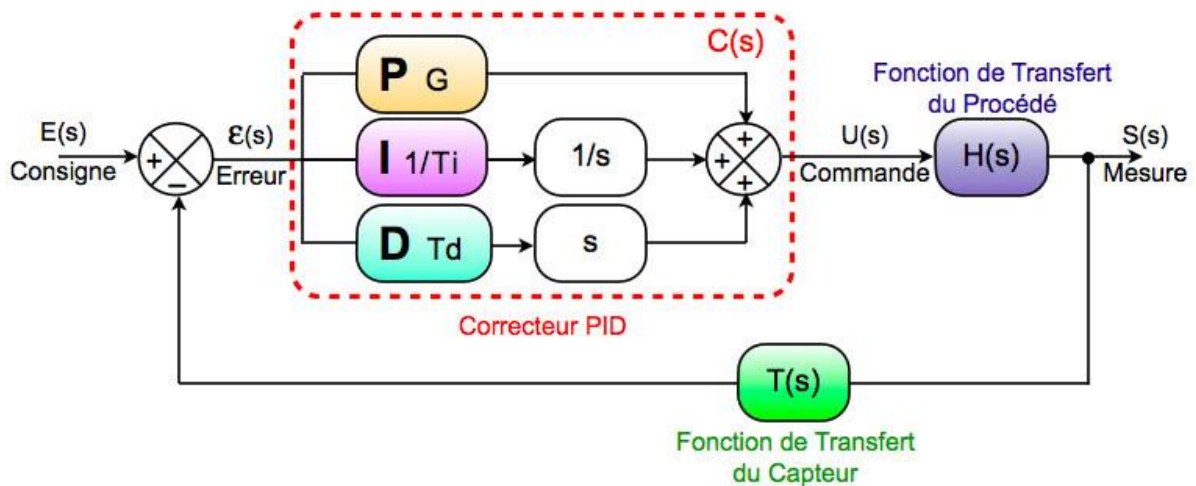 C(s)
P G
Fonction de Transfert
du Procédé
E(s)
Consigne
+
−
ε(s)
Erreur
I 1/Ti
1/s
+
+
+
U(s)
Commande
H(s)
S(s)
Mesure
D Td
s
Correcteur PID
T(s)
Fonction de Transfert
du Capteur